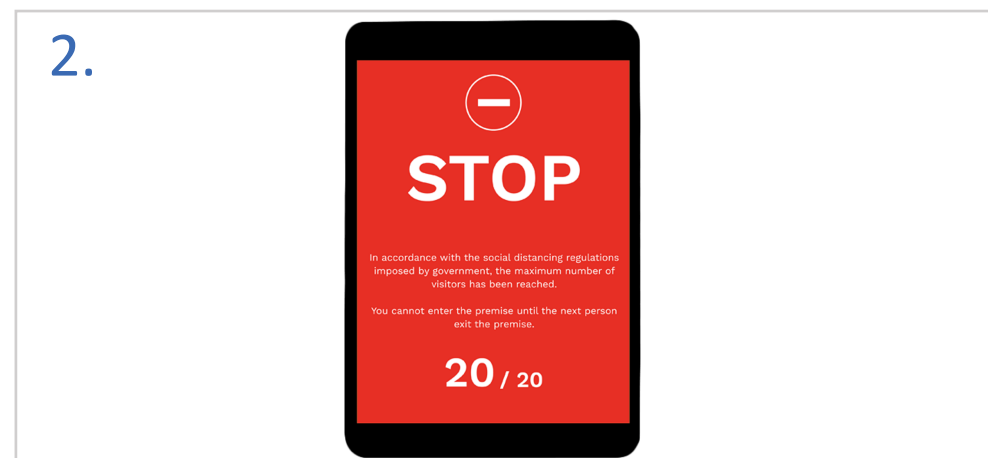 2.
STOP
In accordance with the social distancing regulations
imposed by government, the maximum number of
visitors has been reached.
You cannot enter the premise until the next person
exit the premise.
20 / 20